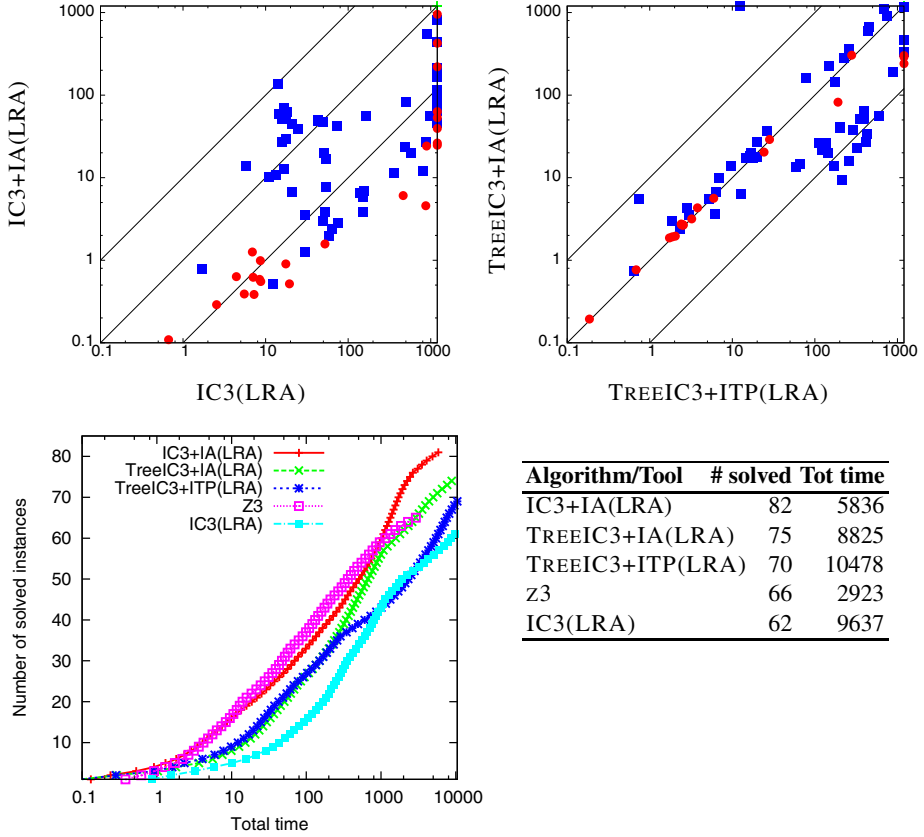 1000
100
10
1
0.1
0.1 1 10 100 1000
IC3+IA(LRA)
IC3(LRA)
1000
100
10
1
0.1
0.1 1 10 100 1000
TREEIC3+IA(LRA)
TREEIC3+ITP(LRA)
80
70
60
50
40
30
20
10
0.1 1 10 100 1000 10000
Number of solved instances
Total time
IC3+IA(LRA)
TreeIC3+IA(LRA)
TreeIC3+ITP(LRA)
Z3
IC3(LRA)
Algorithm/Tool # solved Tot time
IC3+IA(LRA) 82 5836
TREEIC3+IA(LRA) 75 8825
TREEIC3+ITP(LRA) 70 10478
Z3 66 2923
IC3(LRA) 62 9637